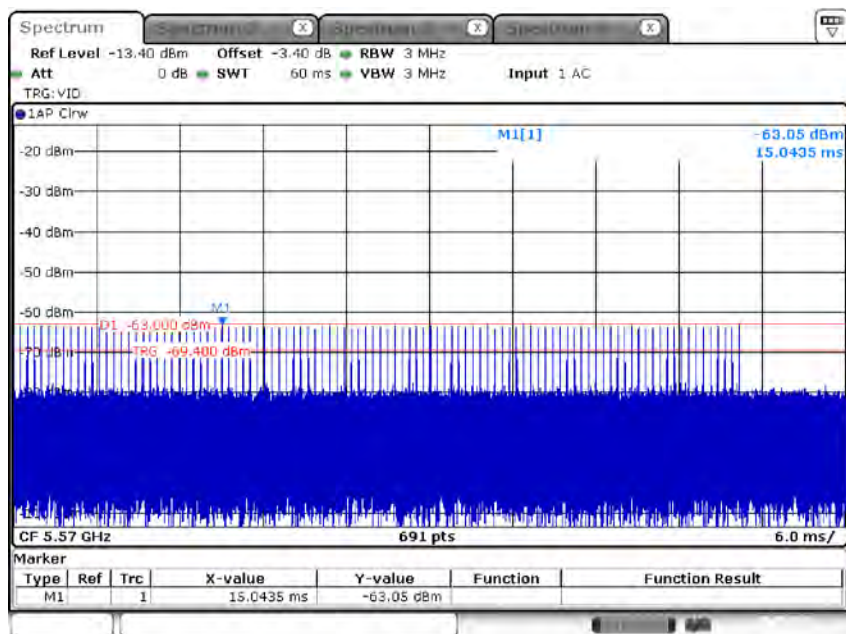 Spectrum
Ref Level -13.40 dBm Offset -3.40 dB RBW 3 MHz
Att 0 dB SWT 60 ms VBW 3 MHz Input 1 AC
TRG: VID
1AP Clrw
M1[1] -63.05 dBm
15.0435 ms
-20 dBm
-30 dBm
-40 dBm
-50 dBm
-60 dBm
M1
D1 -63.000 dBm
-70 dBm
TRG -69.400 dBm
CF 5.57 GHz 691 pts 6.0 ms/
Marker
Type Ref Trc X-value Y-value Function Function Result
M1 1 15.0435 ms -63.05 dBm